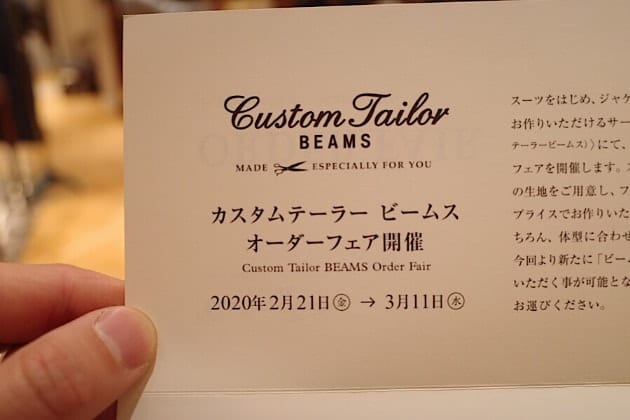 Custom Tailor
BEAMS
MADE ESPECIALLY FOR YOU
カスタムテーラー ビームス
オーダーフェア開催
Custom Tailor BEAMS Order Fair
2020年2月21日㊎ → 3月11日㊌
スーツをはじめ、ジャケ
お作りいただけるサー
テーラービームス)〉にて、
フェアを開催します。
の生地をご用意し、フ
プライスでお作りいた
ちろん、体型に合わせ
今回より新たに「ビーム
いただく事が可能とな
お運びください。